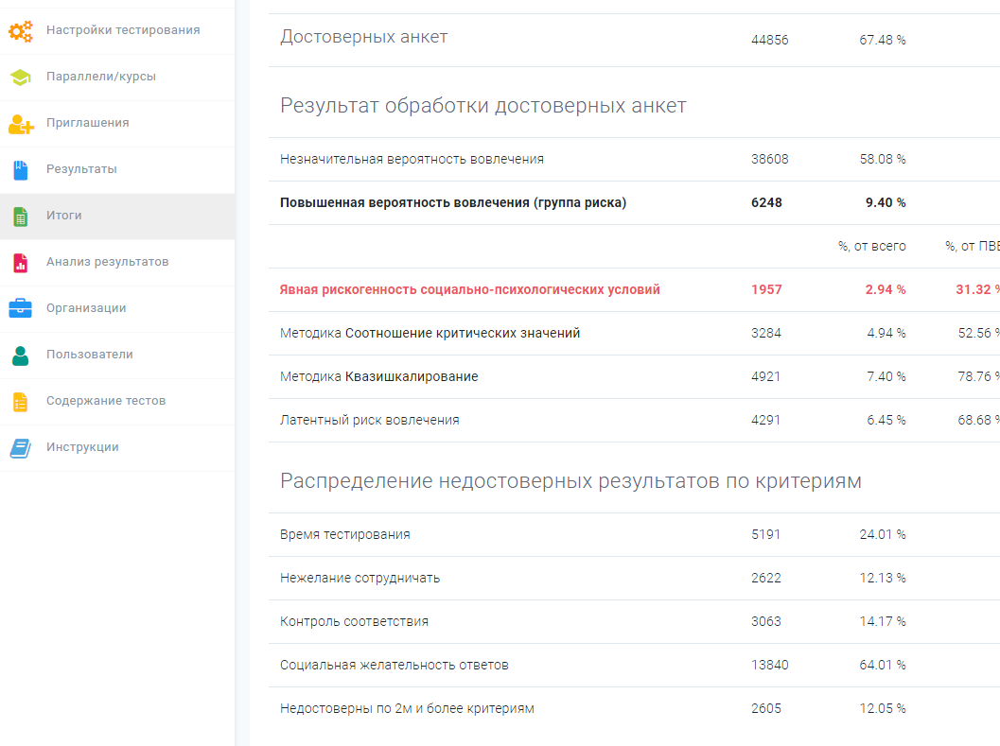 Настройки тестирования
Параллели/курсы
Приглашения
Результаты
Итоги
Анализ результатов
Организации
Пользователи
Содержание тестов
Инструкции
Достоверных анкет 44856 67.48 %
Результат обработки достоверных анкет
Незначительная вероятность вовлечения 38608 58.08 %
Повышенная вероятность вовлечения (группа риска) 6248 9.40 %
%, от всего %, от ПВВ
Явная рискогенность социально-психологических условий 1957 2.94 % 31.32 %
Методика Соотношение критических значений 3284 4.94 % 52.56 %
Методика Квазишкалирование 4921 7.40 % 78.76 %
Латентный риск вовлечения 4291 6.45 % 68.68 %
Распределение недостоверных результатов по критериям
Время тестирования 5191 24.01 %
Нежелание сотрудничать 2622 12.13 %
Контроль соответствия 3063 14.17 %
Социальная желательность ответов 13840 64.01 %
Недостоверны по 2м и более критериям 2605 12.05 %